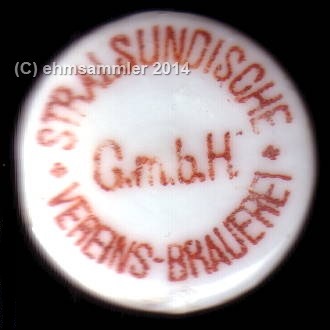 (C) ehmsammler 2014
STRALSUNDISCHE
G.m.b.H.
* VEREINS-BRAUEREI *